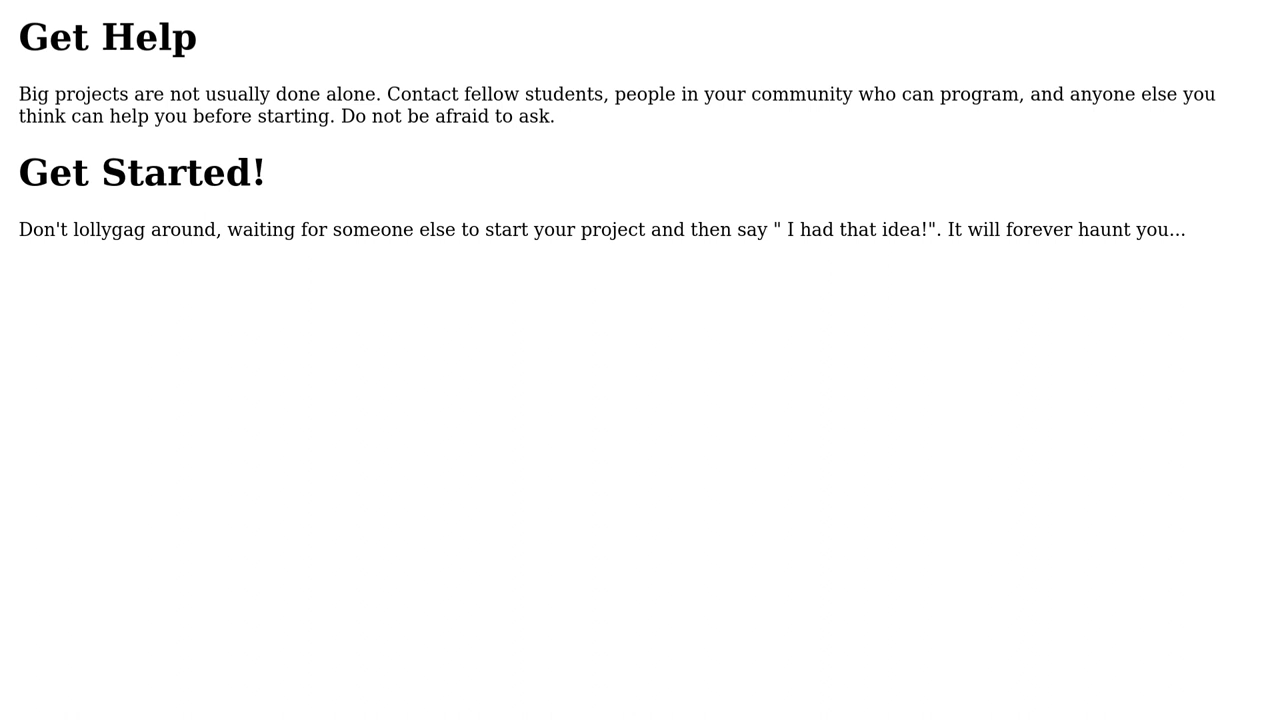 Get Help
Big projects are not usually done alone. Contact fellow students, people in your community who can program, and anyone else you
think can help you before starting. Do not be afraid to ask.
Get Started!
Don't lollygag around, waiting for someone else to start your project and then say " I had that idea!". It will forever haunt you...